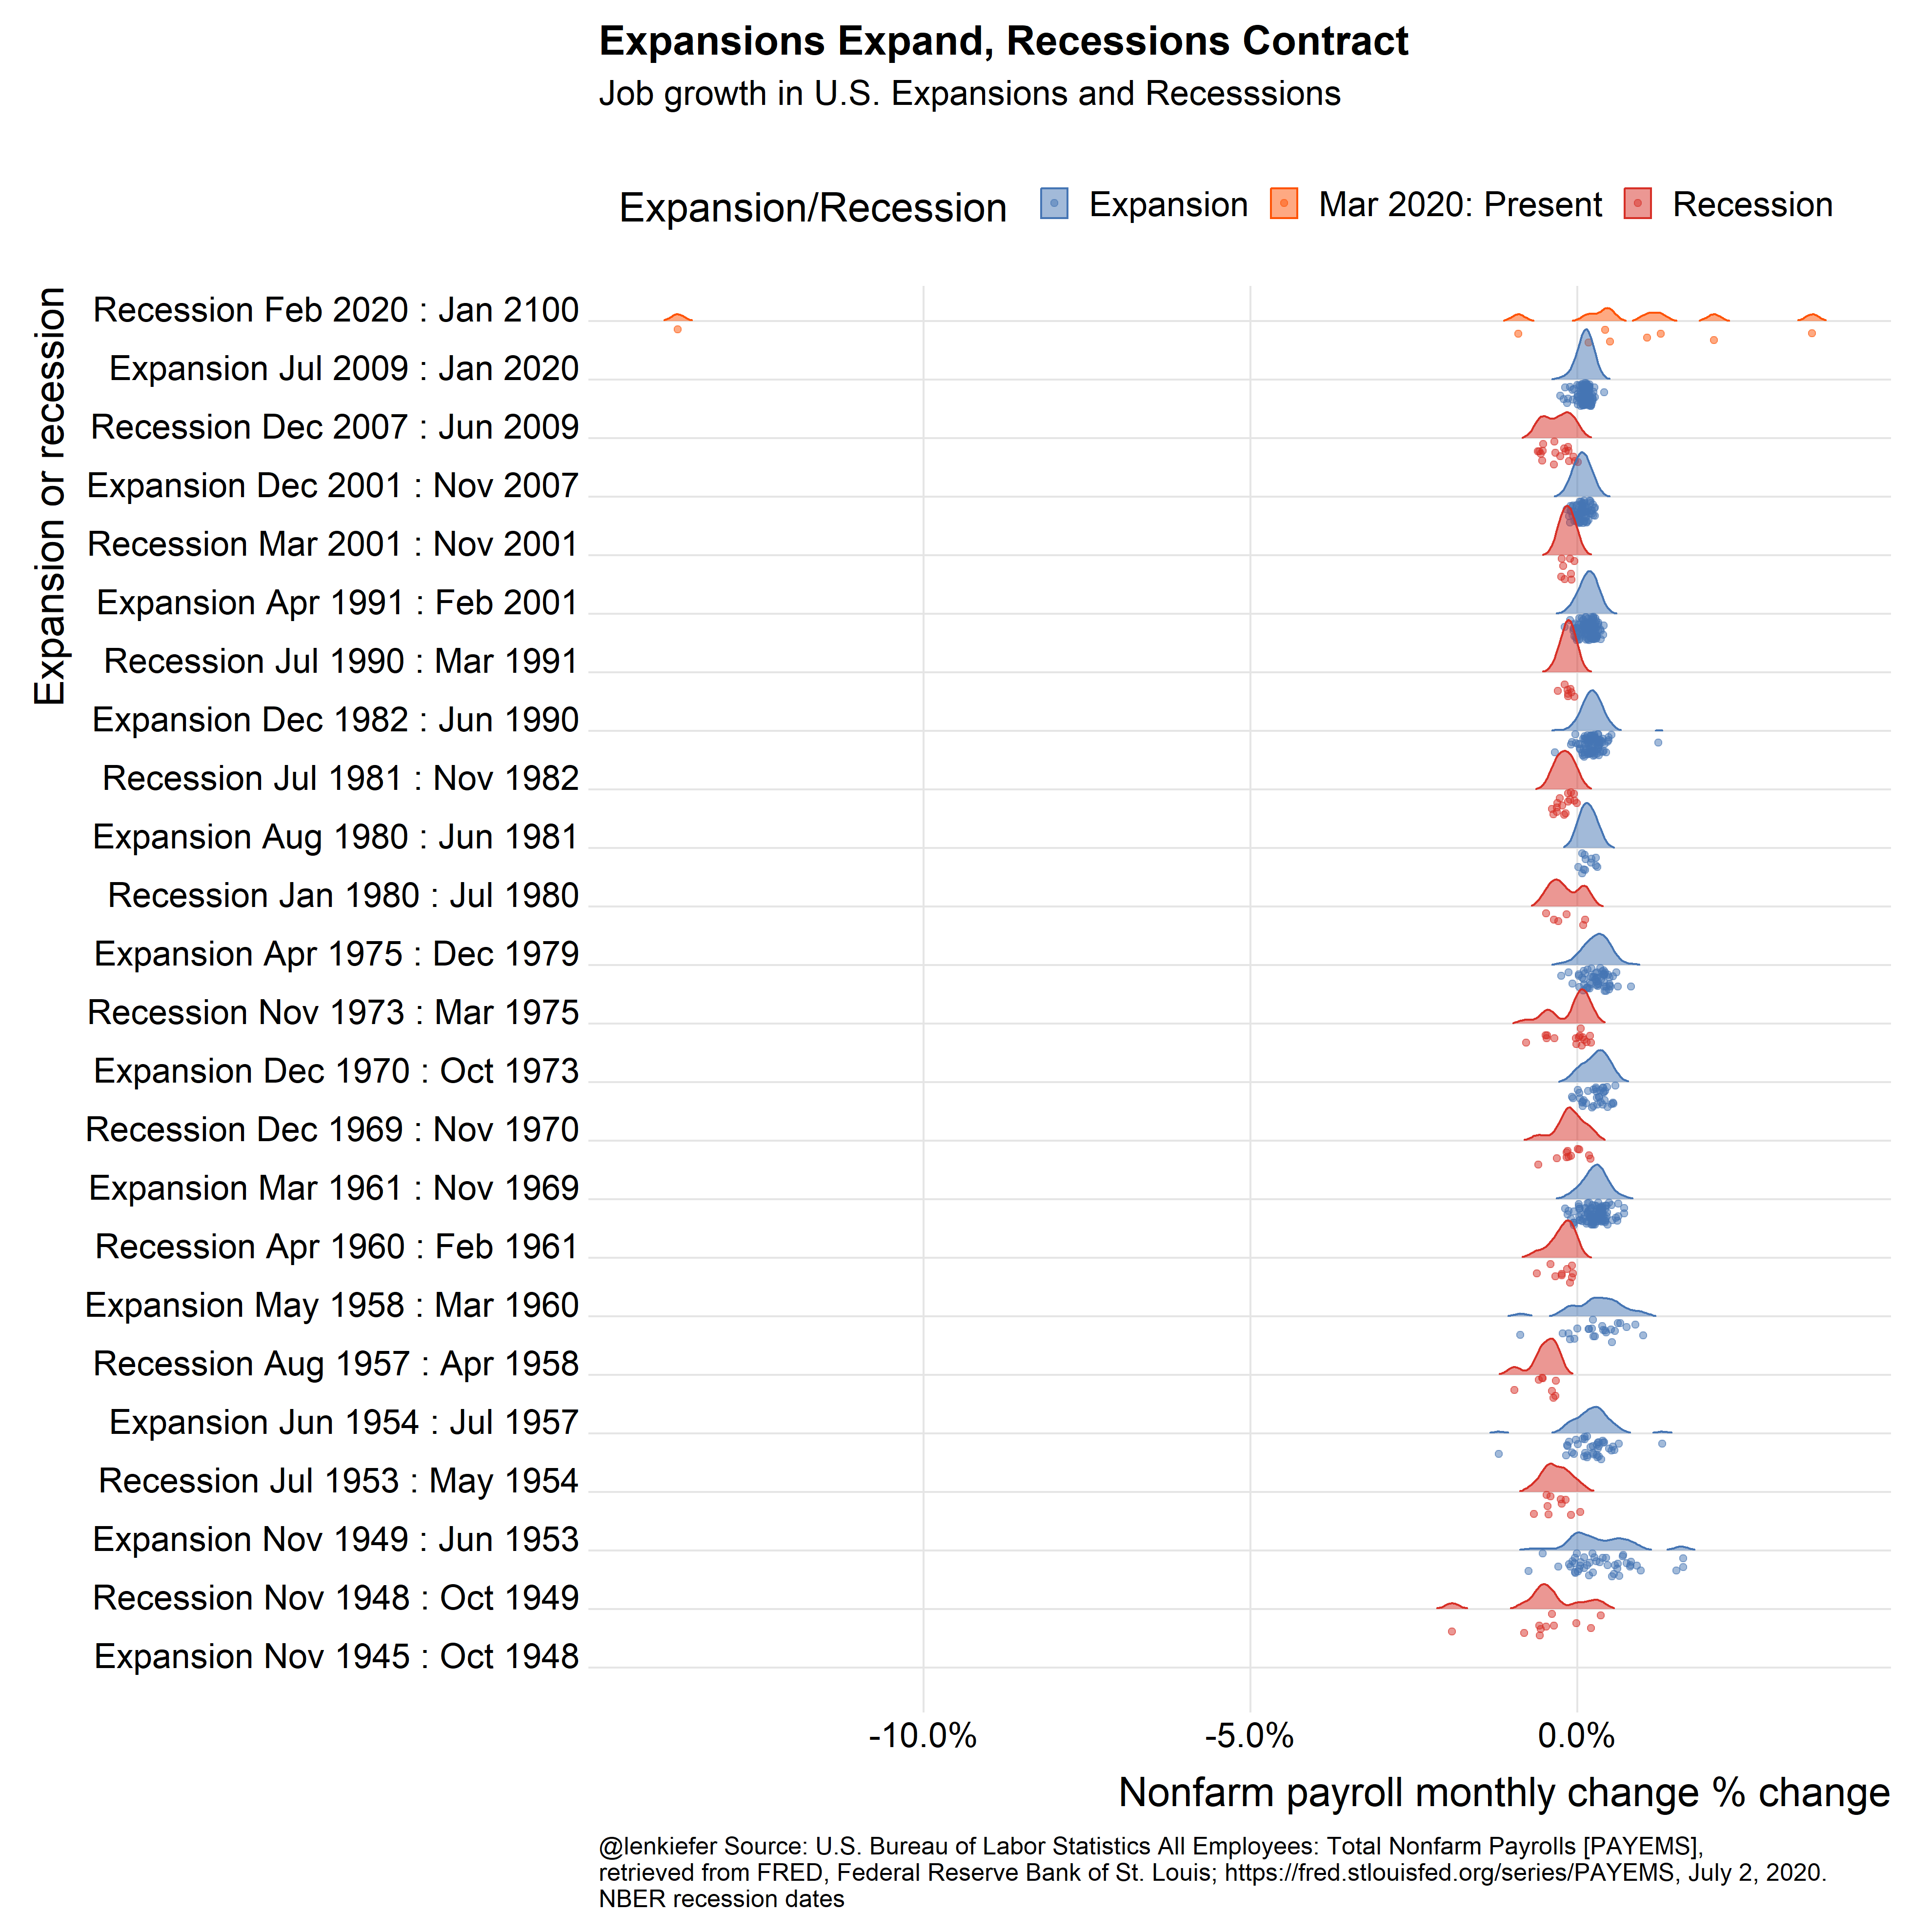 Expansions Expand, Recessions Contract
Job growth in U.S. Expansions and Recesssions
Expansion/Recession
Expansion
Mar 2020: Present
Recession
Expansion or recession
Recession Feb 2020 : Jan 2100
Expansion Jul 2009 : Jan 2020
Recession Dec 2007 : Jun 2009
Expansion Dec 2001 : Nov 2007
Recession Mar 2001 : Nov 2001
Expansion Apr 1991 : Feb 2001
Recession Jul 1990 : Mar 1991
Expansion Dec 1982 : Jun 1990
Recession Jul 1981 : Nov 1982
Expansion Aug 1980 : Jun 1981
Recession Jan 1980 : Jul 1980
Expansion Apr 1975 : Dec 1979
Recession Nov 1973 : Mar 1975
Expansion Dec 1970 : Oct 1973
Recession Dec 1969 : Nov 1970
Expansion Mar 1961 : Nov 1969
Recession Apr 1960 : Feb 1961
Expansion May 1958 : Mar 1960
Recession Aug 1957 : Apr 1958
Expansion Jun 1954 : Jul 1957
Recession Jul 1953 : May 1954
Expansion Nov 1949 : Jun 1953
Recession Nov 1948 : Oct 1949
Expansion Nov 1945 : Oct 1948
-10.0%
-5.0%
0.0%
Nonfarm payroll monthly change % change
@lenkiefer Source: U.S. Bureau of Labor Statistics All Employees: Total Nonfarm Payrolls [PAYEMS],
retrieved from FRED, Federal Reserve Bank of St. Louis; https://fred.stlouisfed.org/series/PAYEMS, July 2, 2020.
NBER recession dates